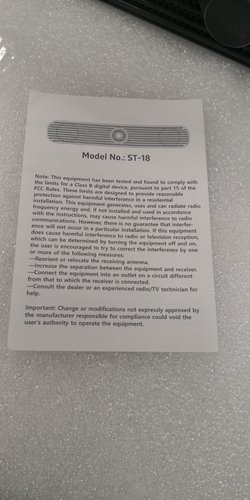 Model No.: ST-18
Note: This equipment has been tested and found to comply with
the limits for a Class B digital device, pursuant to part 15 of the
FCC Rules. These limits are designed to provide reasonable
protection against harmful interference in a residential
installation. This equipment generates, uses and can radiate radio
frequency energy and, if not installed and used in accordance
with the instructions, may cause harmful interference to radio
communications. However, there is no guarantee that interfer-
ence will not occur in a particular installation. If this equipment
does cause harmful interference to radio or television reception,
which can be determined by turning the equipment off and on,
the user is encouraged to try to correct the interference by one
or more of the following measures:
—Reorient or relocate the receiving antenna.
—Increase the separation between the equipment and receiver.
—Connect the equipment into an outlet on a circuit different
from that to which the receiver is connected.
—Consult the dealer or an experienced radio/TV technician for
help.
Important: Change or modifications not expressly approved by
the manufacturer responsible for compliance could void the
user's authority to operate the equipment.